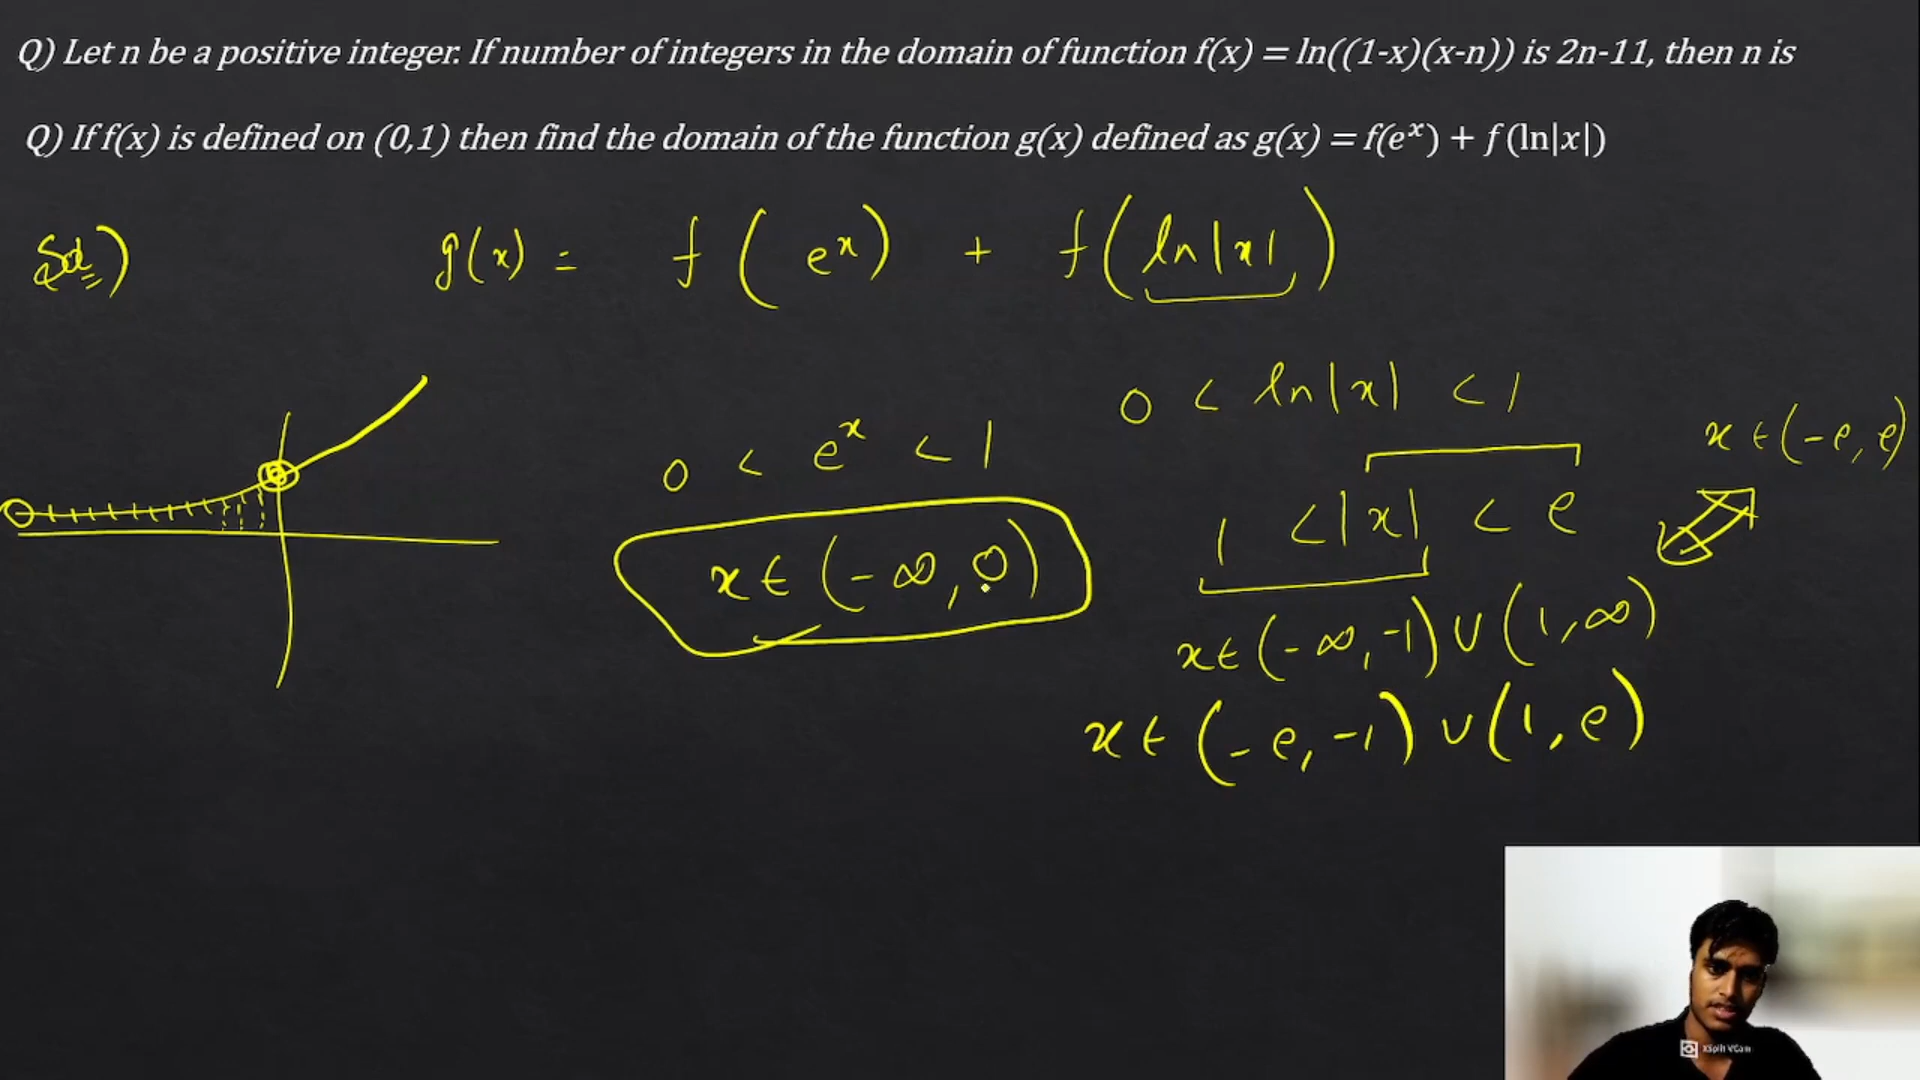 Q) Let n be a positive integer. If number of integers in the domain of function f(x) = ln((1-x)(x-n)) is 2n-11, then n is
Q) If f(x) is defined on (0,1) then find the domain of the function g(x) defined as g(x) = f(eˣ) + f(ln|x|)
Sol)
g(x) = f(eˣ) + f(ln|x|)
0 < ln|x| < 1
0 < eˣ < 1
x ∈ (-e, e)
1 < |x| < e
x ∈ (-∞, 0)
x ∈ (-∞, -1) ∪ (1, ∞)
x ∈ (-e, -1) ∪ (1, e)
XSplit VCam